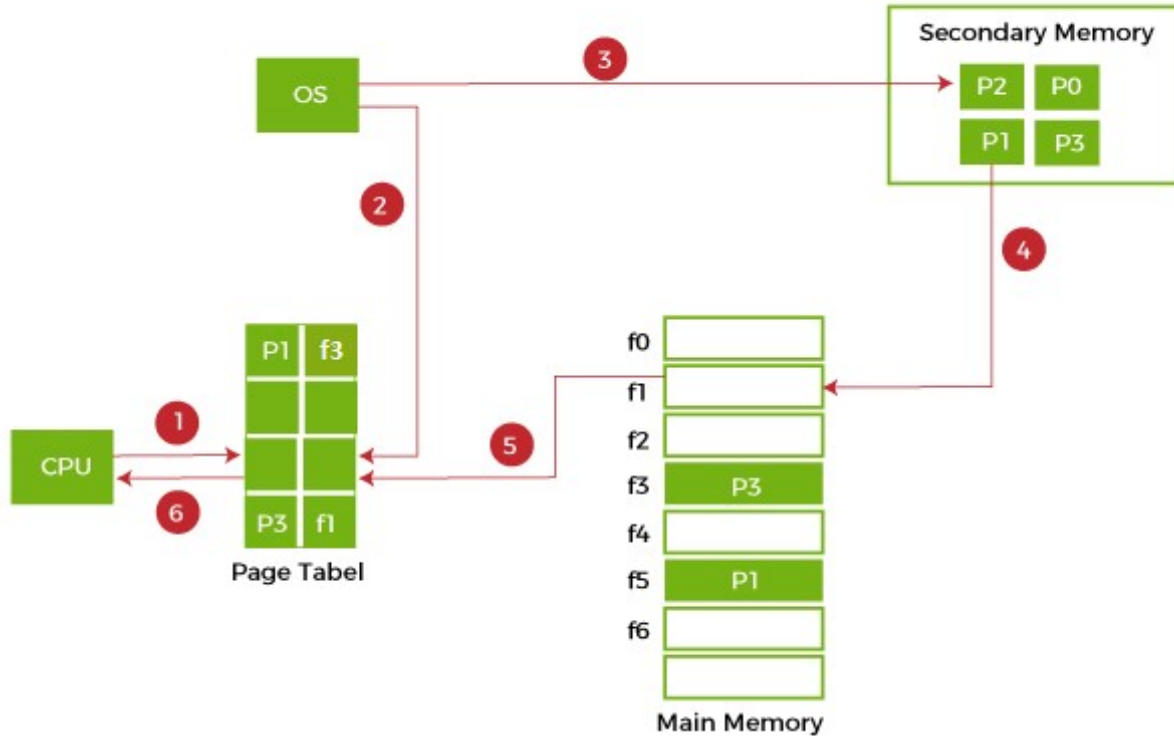 Secondary Memory
3
OS
P2 P0
P1 P3
2
4
f0
P1 f3
f1
1
f2
5
CPU
f3 P3
6
P3 f1
f4
Page Tabel
f5 P1
f6
Main Memory